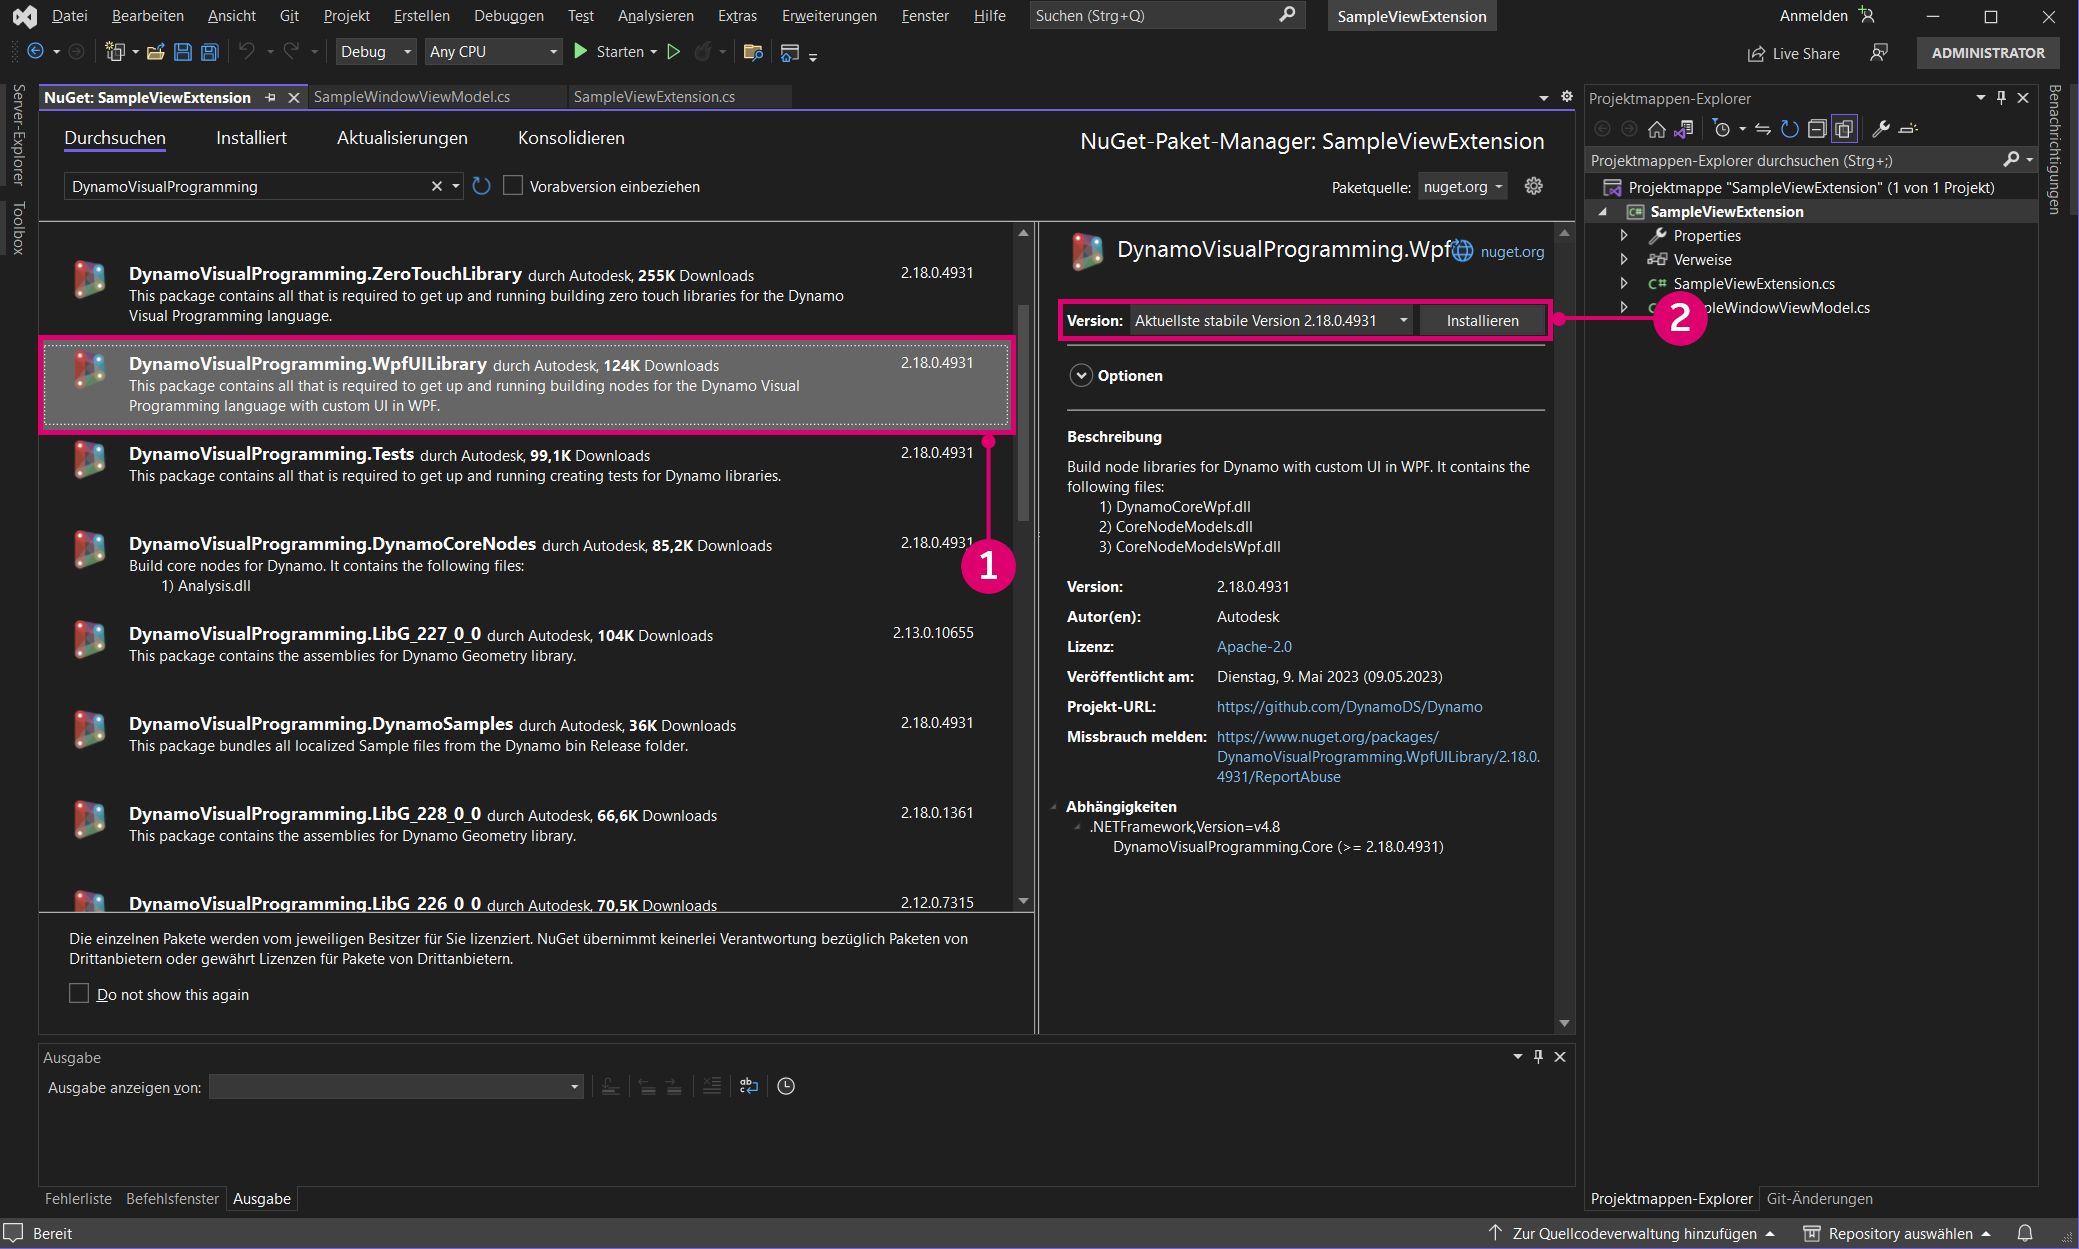 Datei Bearbeiten Ansicht Git Projekt Erstellen Debuggen Test Analysieren Extras Erweiterungen Fenster Hilfe Suchen (Strg+Q) SampleViewExtension Anmelden
Debug Any CPU Starten Live Share ADMINISTRATOR
Server-Explorer
Toolbox
NuGet: SampleViewExtension SampleWindowViewModel.cs SampleViewExtension.cs
Durchsuchen Installiert Aktualisierungen Konsolidieren
NuGet-Paket-Manager: SampleViewExtension
DynamoVisualProgramming Vorabversion einbeziehen
Paketquelle: nuget.org
DynamoVisualProgramming.ZeroTouchLibrary durch Autodesk, 255K Downloads 2.18.0.4931
This package contains all that is required to get up and running building zero touch libraries for the Dynamo
Visual Programming language.
DynamoVisualProgramming.WpfUILibrary durch Autodesk, 124K Downloads 2.18.0.4931
This package contains all that is required to get up and running building nodes for the Dynamo Visual
Programming language with custom UI in WPF.
DynamoVisualProgramming.Tests durch Autodesk, 99,1K Downloads 2.18.0.4931
This package contains all that is required to get up and running creating tests for Dynamo libraries.
DynamoVisualProgramming.DynamoCoreNodes durch Autodesk, 85,2K Downloads 2.18.0.4931
Build core nodes for Dynamo. It contains the following files:
1) Analysis.dll
1
DynamoVisualProgramming.LibG_227_0_0 durch Autodesk, 104K Downloads 2.13.0.10655
This package contains the assemblies for Dynamo Geometry library.
DynamoVisualProgramming.DynamoSamples durch Autodesk, 36K Downloads 2.18.0.4931
This package bundles all localized Sample files from the Dynamo bin Release folder.
DynamoVisualProgramming.LibG_228_0_0 durch Autodesk, 66,6K Downloads 2.18.0.1361
This package contains the assemblies for Dynamo Geometry library.
DynamoVisualProgramming.LibG_226_0_0 durch Autodesk, 70,5K Downloads 2.12.0.7315
Die einzelnen Pakete werden vom jeweiligen Besitzer für Sie lizenziert. NuGet übernimmt keinerlei Verantwortung bezüglich Paketen von
Drittanbietern oder gewährt Lizenzen für Pakete von Drittanbietern.
Do not show this again
DynamoVisualProgramming.Wpf nuget.org
Version: Aktuellste stabile Version 2.18.0.4931 Installieren
2
Optionen
Beschreibung
Build node libraries for Dynamo with custom UI in WPF. It contains the
following files:
1) DynamoCoreWpf.dll
2) CoreNodeModels.dll
3) CoreNodeModelsWpf.dll
Version: 2.18.0.4931
Autor(en): Autodesk
Lizenz: Apache-2.0
Veröffentlicht am: Dienstag, 9. Mai 2023 (09.05.2023)
Projekt-URL: https://github.com/DynamoDS/Dynamo
Missbrauch melden: https://www.nuget.org/packages/
DynamoVisualProgramming.WpfUILibrary/2.18.0.
4931/ReportAbuse
Abhängigkeiten
.NETFramework,Version=v4.8
DynamoVisualProgramming.Core (>= 2.18.0.4931)
Projektmappen-Explorer
Projektmappen-Explorer durchsuchen (Strg+;)
Projektmappe "SampleViewExtension" (1 von 1 Projekt)
SampleViewExtension
Properties
Verweise
C# SampleViewExtension.cs
pleWindowViewModel.cs
Benachrichtigungen
Ausgabe
Ausgabe anzeigen von:
Fehlerliste Befehlsfenster Ausgabe
Projektmappen-Explorer Git-Änderungen
Bereit Zur Quellcodeverwaltung hinzufügen Repository auswählen